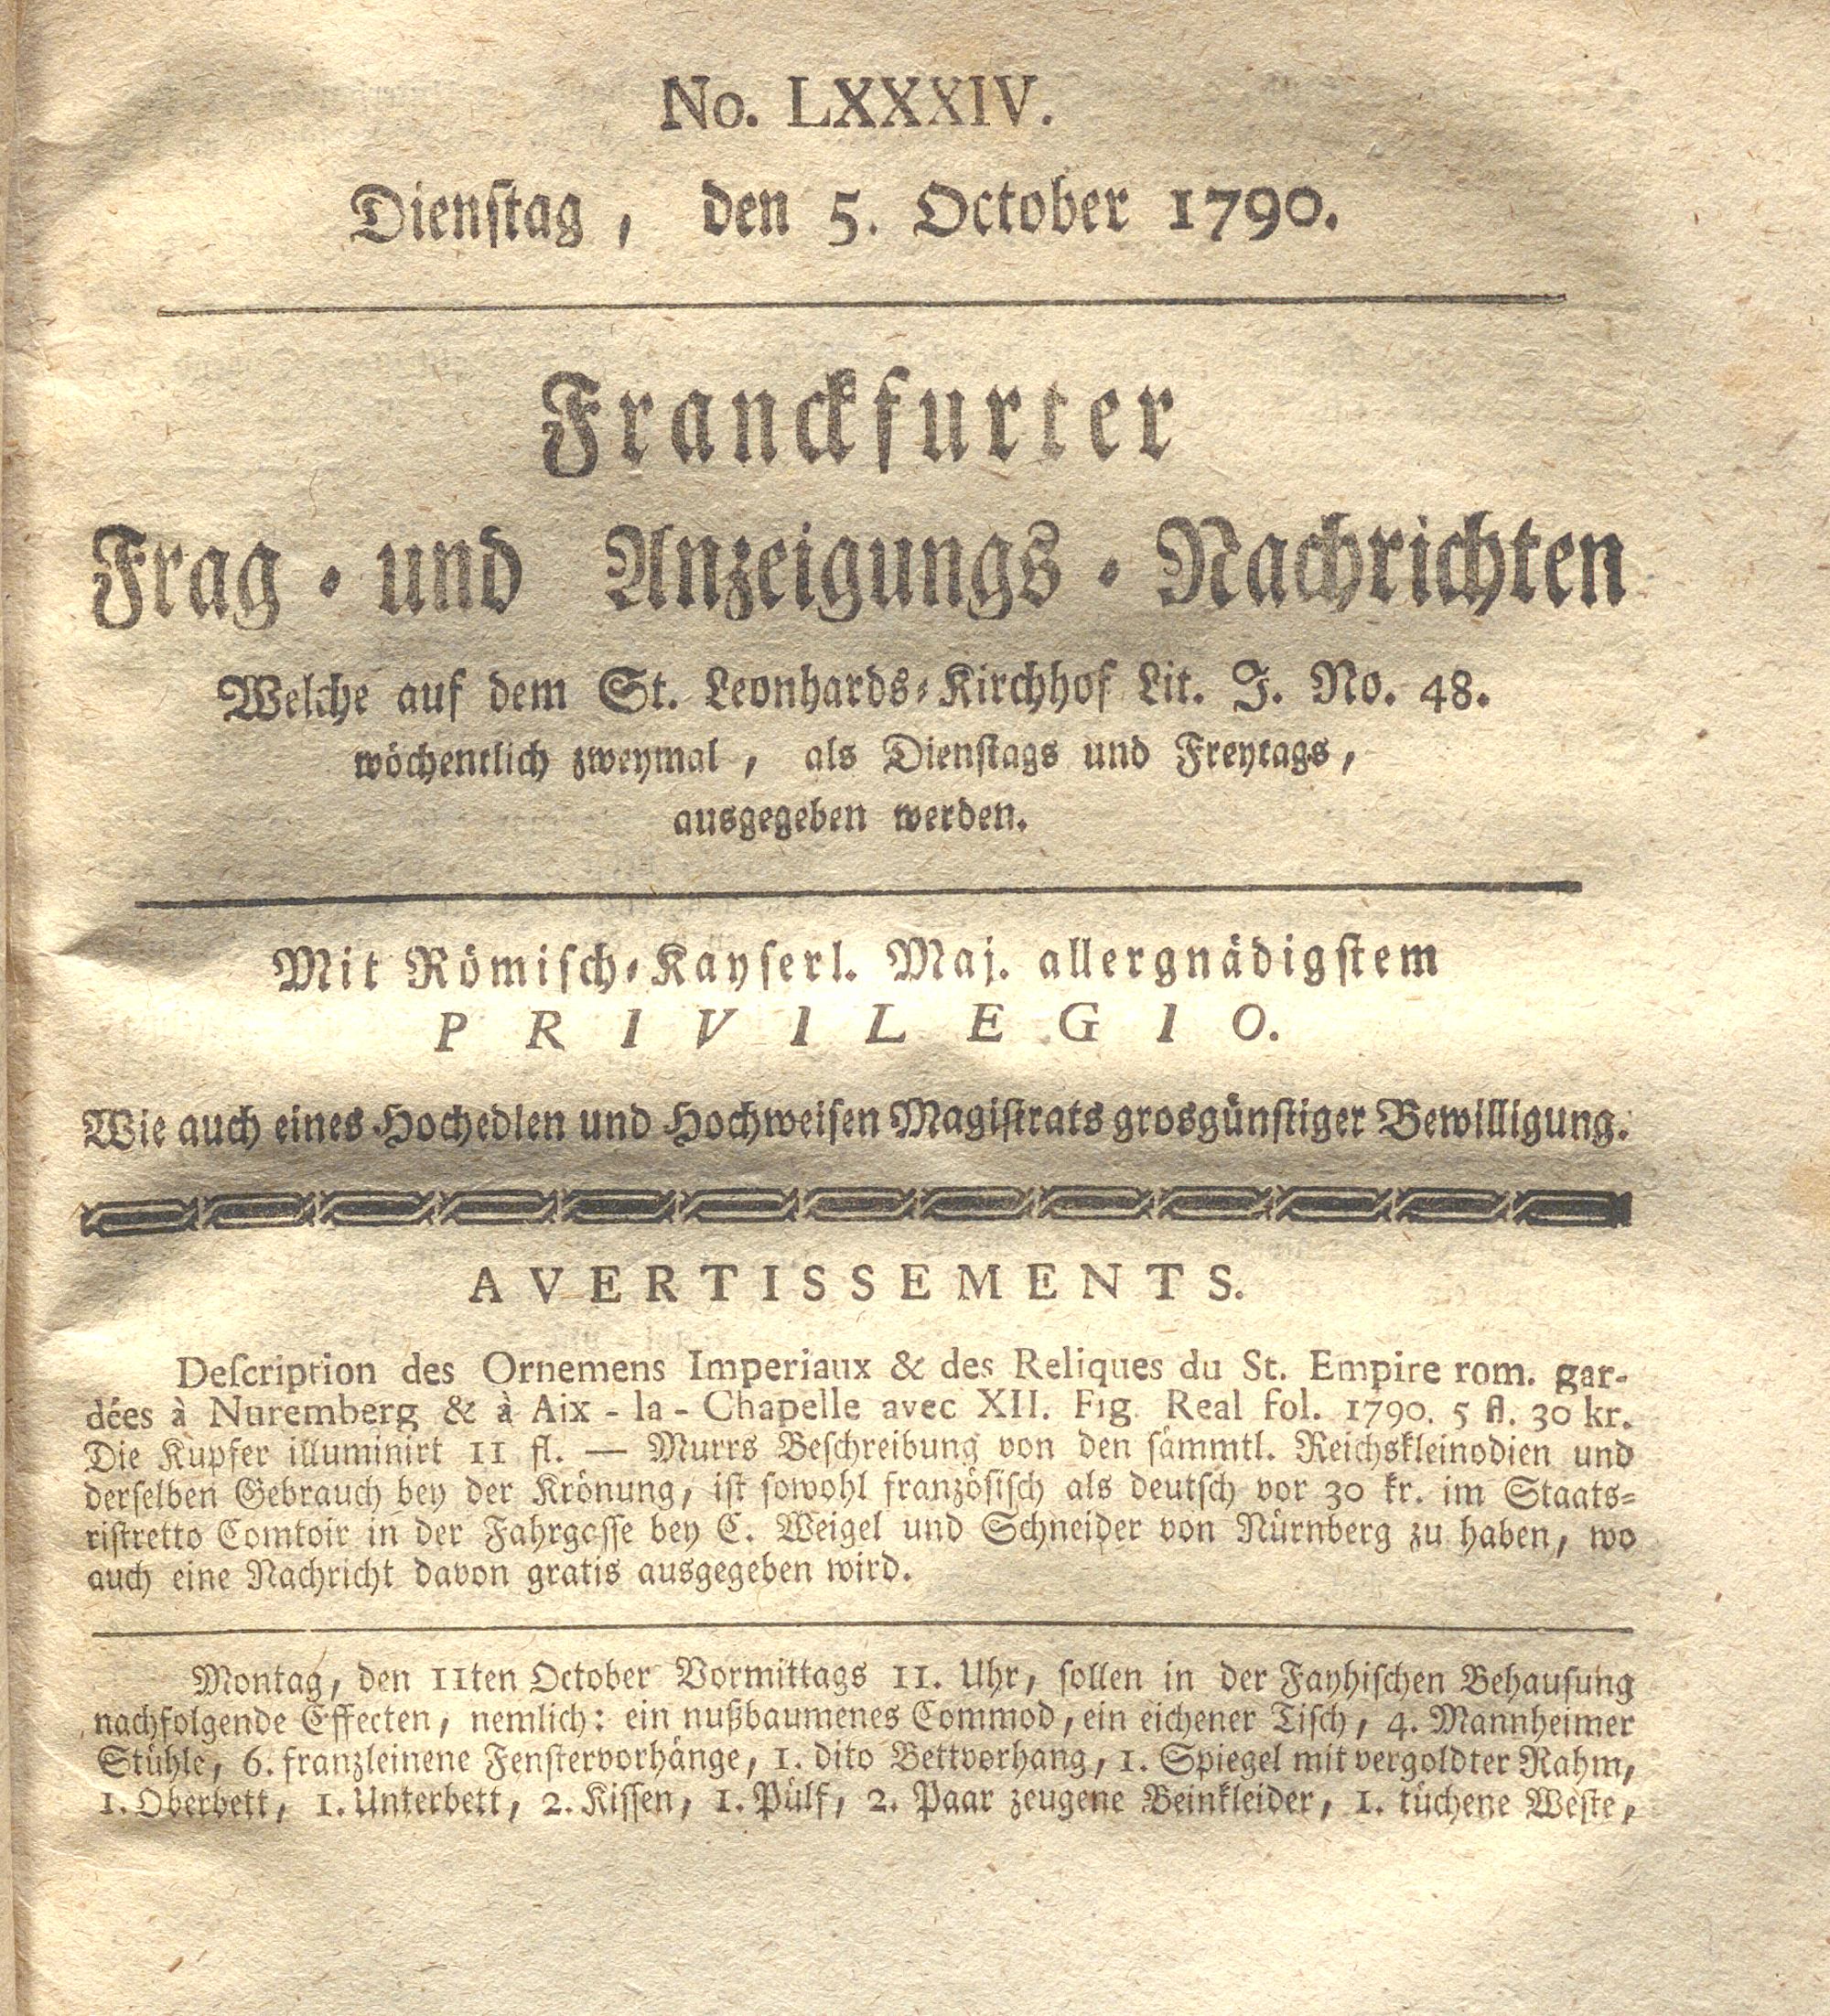 No. LXXXIV.
Dienſtag, den 5. October 1790.
Franckfurter
Frag- und Anzeigungs-Nachrichten
Welche auf dem St. Leonhards-Kirchhof Lit. J. No. 48.
wöchentlich zweymal, als Dienſtags und Freytags,
ausgegeben werden.
Mit Römiſch-Kayſerl. Maj. allergnädigſtem
PRIVILEGIO.
Wie auch eines Hochedlen und Hochweiſen Magiſtrats grosgünſtiger Bewilligung.
AVERTISSEMENTS.
Deſcription des Ornemens Imperiaux & des Reliques du St. Empire rom. gar-
dées à Nuremberg & à Aix-la-Chapelle avec XII. Fig. Real fol. 1790. 5 fl. 30 kr.
Die Kupfer illuminirt 11 fl. — Murrs Beſchreibung von den ſämmtl. Reichskleinodien und
derſelben Gebrauch bey der Krönung, iſt ſowohl franzöſiſch als deutſch vor 30 kr. im Staats-
riſtretto Comtoir in der Fahrgaſſe bey C. Weigel und Schneider von Nürnberg zu haben, wo
auch eine Nachricht davon gratis ausgegeben wird.
Montag, den 11ten October Vormittags 11. Uhr, ſollen in der Fayhiſchen Behauſung
nachfolgende Effecten, nemlich: ein nußbaumenes Commod, ein eichener Tiſch, 4. Mannheimer
Stühle, 6. franzleinene Fenſtervorhänge, 1. dito Bettvorhang, 1. Spiegel mit vergoldter Rahm,
1. Oberbett, 1. Unterbett, 2. Kiſſen, 1. Pülf, 2. Paar zeugene Beinkleider, 1. tüchene Weſte,